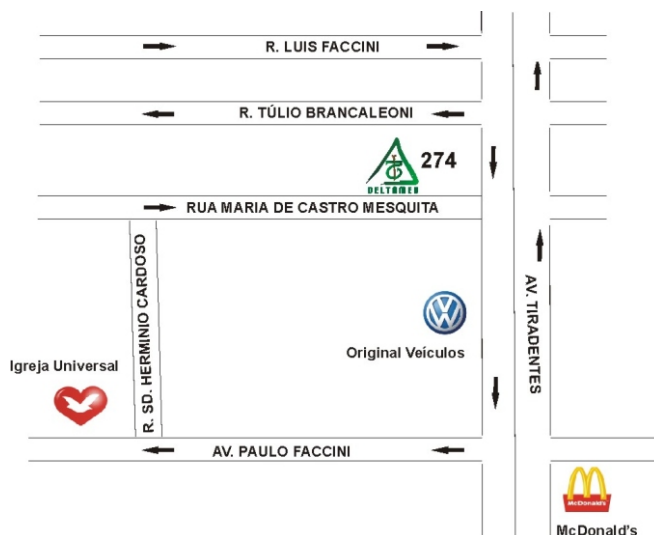 R. LUIS FACCINI
R. TÚLIO BRANCALEONI
274
DELTAMED
RUA MARIA DE CASTRO MESQUITA
R. SD. HERMINIO CARDOSO
AV. TIRADENTES
Original Veículos
Igreja Universal
AV. PAULO FACCINI
McDonald's
McDonald's